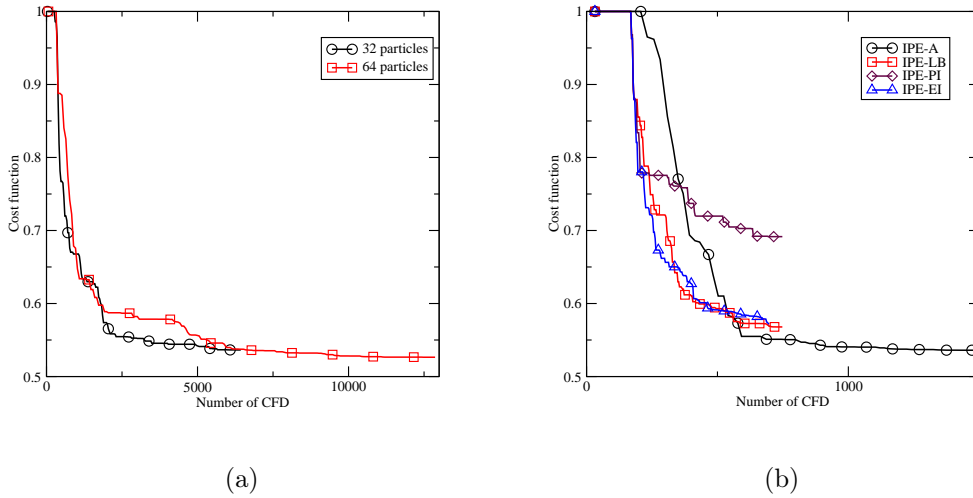 1
0.9
0.8
0.7
0.6
0.5
Cost function
0
5000
10000
Number of CFD
32 particles
64 particles
(a)
1
0.9
0.8
0.7
0.6
0.5
Cost function
0
1000
Number of CFD
IPE-A
IPE-LB
IPE-PI
IPE-EI
(b)